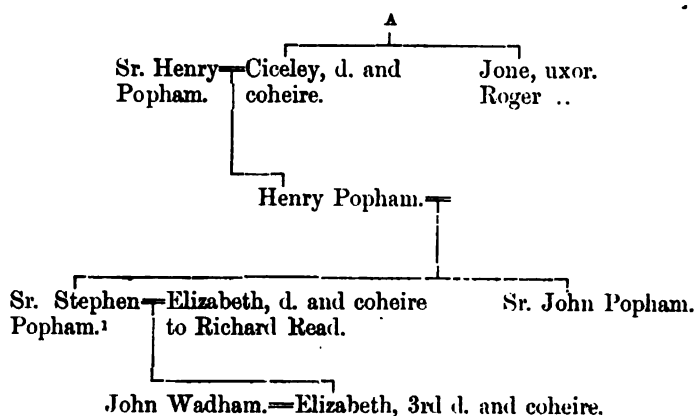 A
Sr. Henry=Ciceley, d. and Jone, uxor.
Popham. coheire. Roger ..
Henry Popham.=
Sr. Stephen=Elizabeth, d. and coheire Sr. John Popham.
Popham.¹ to Richard Read.
John Wadham.=Elizabeth, 3rd d. and coheire.